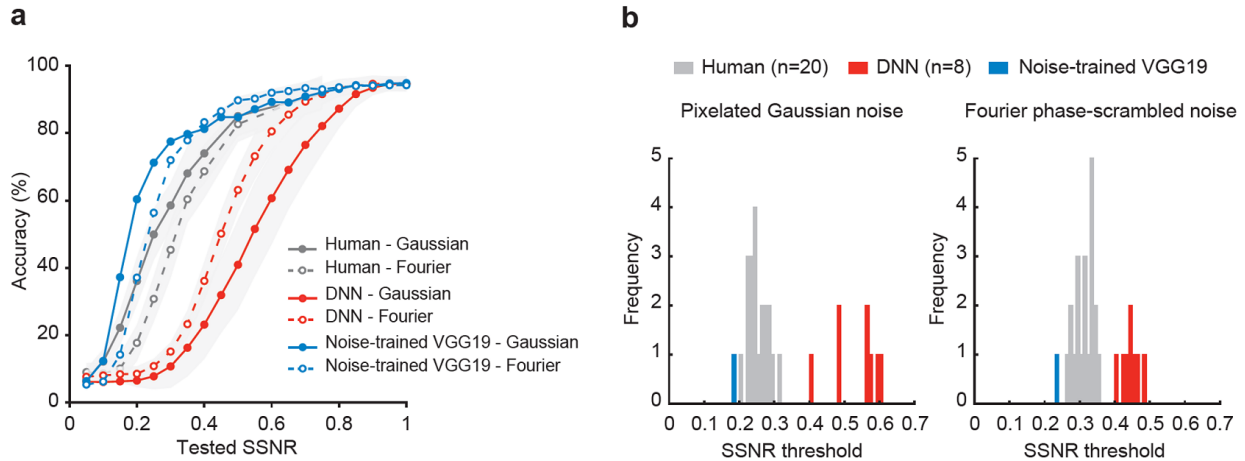 a
100
80
60
40
20
0
Accuracy (%)
0 0.2 0.4 0.6 0.8 1
Tested SSNR
Human - Gaussian
Human - Fourier
DNN - Gaussian
DNN - Fourier
Noise-trained VGG19 - Gaussian
Noise-trained VGG19 - Fourier
b
Human (n=20) DNN (n=8) Noise-trained VGG19
Pixelated Gaussian noise
5
4
3
2
1
0
Frequency
0 0.1 0.2 0.3 0.4 0.5 0.6 0.7
SSNR threshold
Fourier phase-scrambled noise
5
4
3
2
1
0
Frequency
0 0.1 0.2 0.3 0.4 0.5 0.6 0.7
SSNR threshold